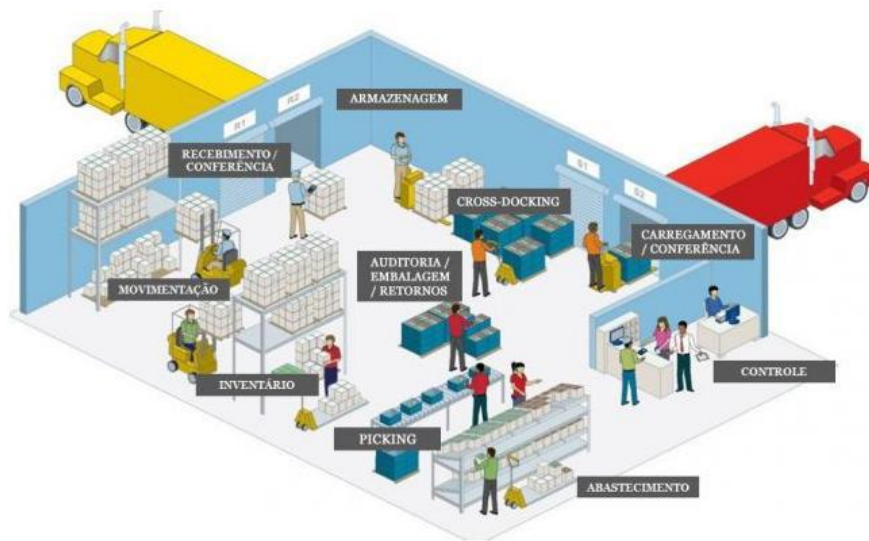 ARMAZENAGEM
R1
R2
RECEBIMENTO /
CONFERÊNCIA
S1
S2
CROSS-DOCKING
CARREGAMENTO
/ CONFERÊNCIA
AUDITORIA /
EMBALAGEM
/ RETORNOS
MOVIMENTAÇÃO
INVENTÁRIO
CONTROLE
PICKING
ABASTECIMENTO